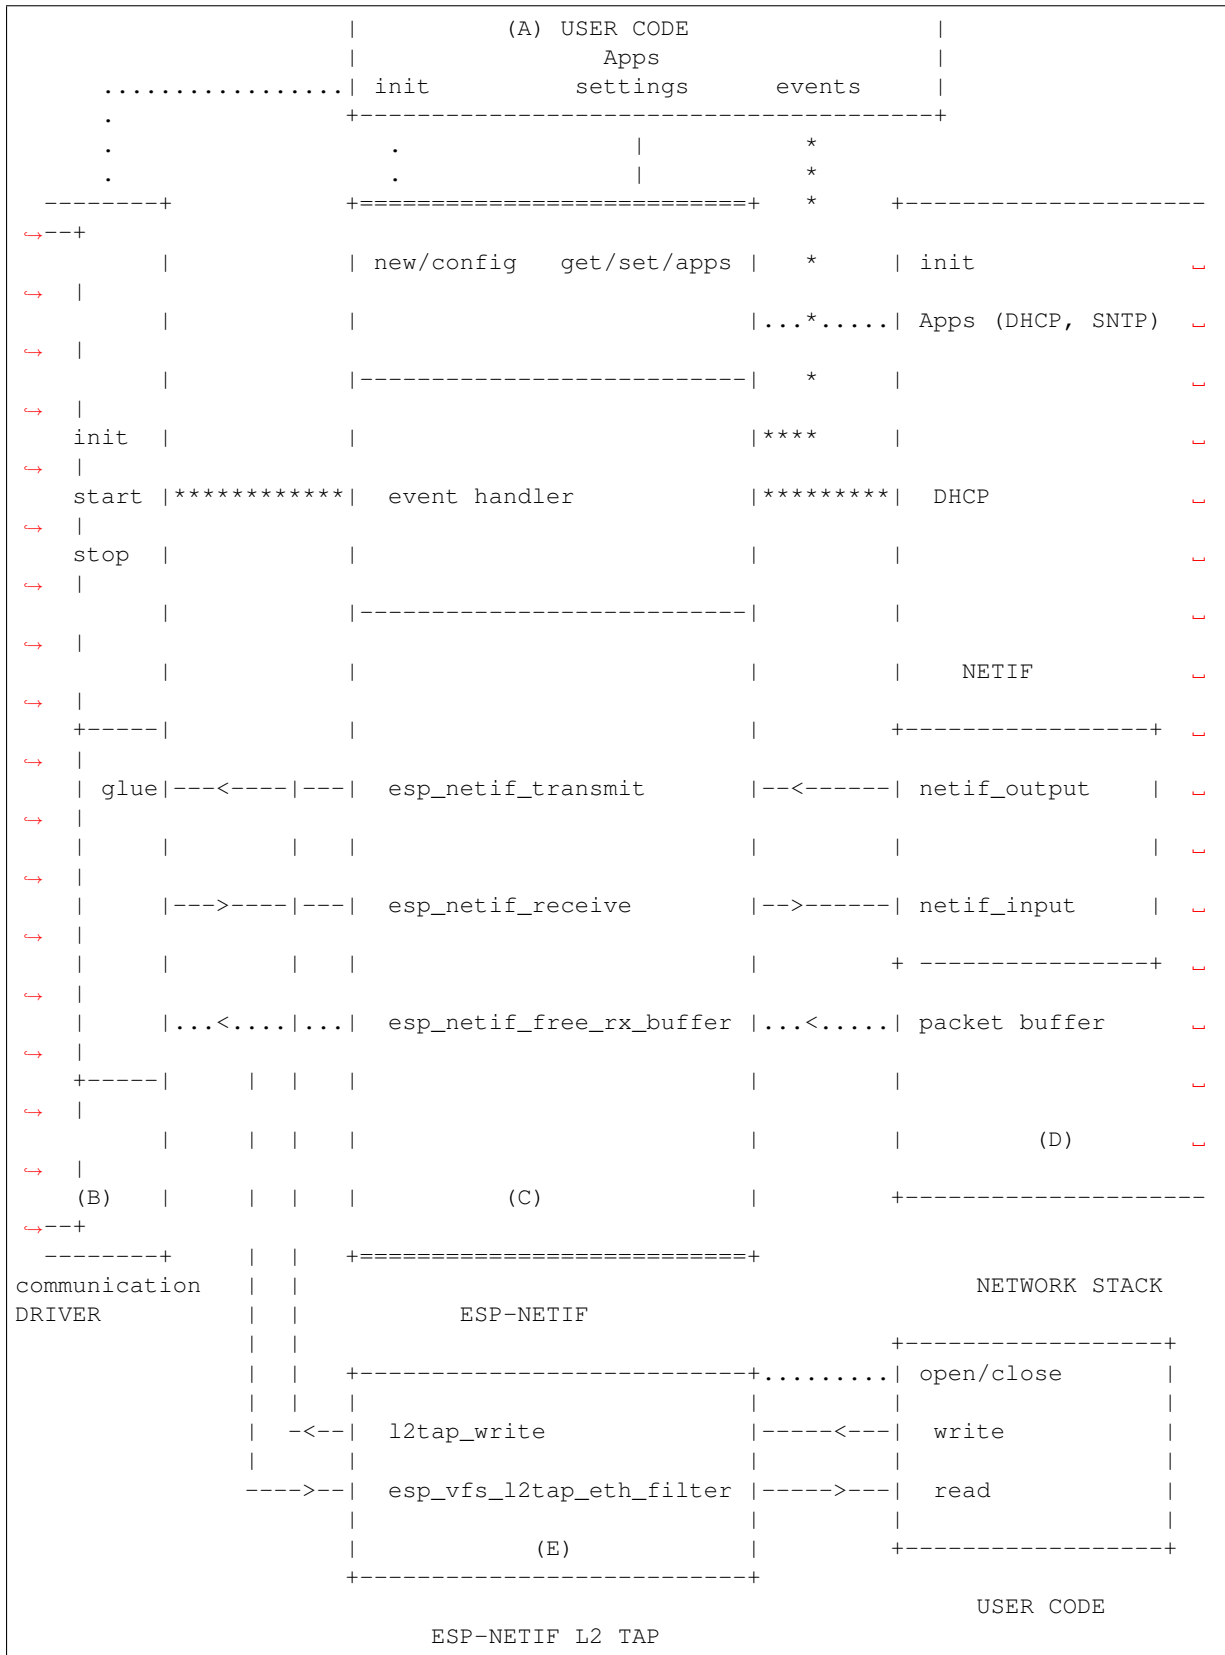 |          (A) USER CODE                 |
                       |                 Apps                   |
      .................| init          settings      events     |
      .                +----------------------------------------+
      .                   .                |           *
      .                   .                |           *
  --------+            +===========================+   *     +---------------------
↪--+
          |            | new/config   get/set/apps |   *     | init                ␣
↪  |
          |            |                           |...*.....| Apps (DHCP, SNTP)   ␣
↪  |
          |            |---------------------------|   *     |                     ␣
↪  |
    init  |            |                           |****     |                     ␣
↪  |
    start |************|  event handler            |*********|  DHCP               ␣
↪  |
    stop  |            |                           |         |                     ␣
↪  |
          |            |---------------------------|         |                     ␣
↪  |
          |            |                           |         |    NETIF            ␣
↪  |
    +-----|            |                           |         +-----------------+   ␣
↪  |
    | glue|---<----|---|  esp_netif_transmit       |--<------| netif_output    |   ␣
↪  |
    |     |        |   |                           |         |                 |   ␣
↪  |
    |     |--->----|---|  esp_netif_receive        |-->------| netif_input     |   ␣
↪  |
    |     |        |   |                           |         + ----------------+   ␣
↪  |
    |     |...<....|...|  esp_netif_free_rx_buffer |...<.....| packet buffer       ␣
↪  |
    +-----|     |  |   |                           |         |                     ␣
↪  |
          |     |  |   |                           |         |         (D)         ␣
↪  |
    (B)   |     |  |   |          (C)              |         +---------------------
↪--+
  --------+     |  |   +===========================+
communication   |  |                                               NETWORK STACK
DRIVER          |  |           ESP-NETIF
                |  |                                         +------------------+
                |  |   +---------------------------+.........| open/close       |
                |  |   |                           |         |                  |
                |  -<--|  l2tap_write              |-----<---|  write           |
                |      |                           |         |                  |
                ---->--|  esp_vfs_l2tap_eth_filter |----->---|  read            |
                       |                           |         |                  |
                       |            (E)            |         +------------------+
                       +---------------------------+
                                                                  USER CODE
                             ESP-NETIF L2 TAP